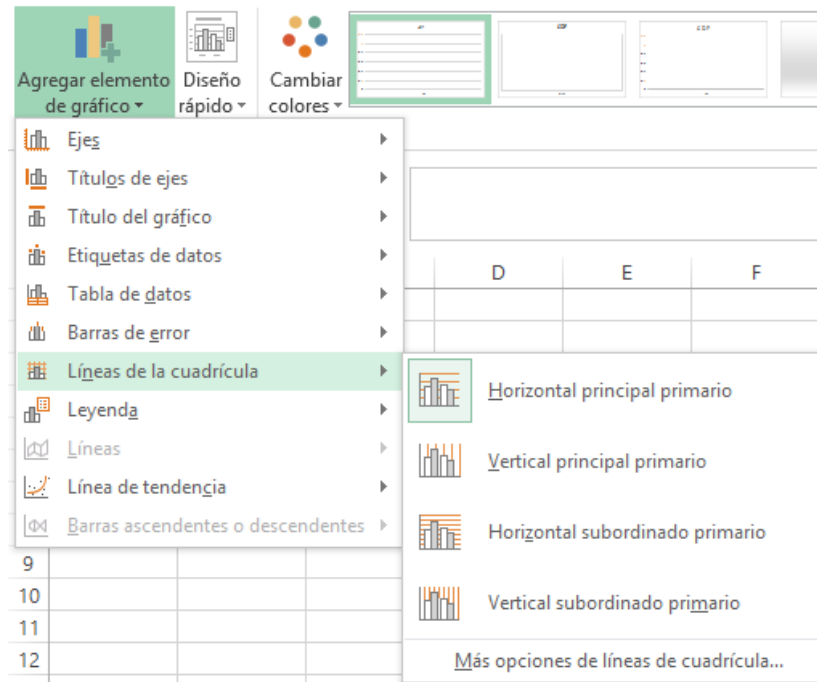 Agregar elemento
de gráfico
Diseño
rápido
Cambiar
colores
Ejes
Títulos de ejes
Título del gráfico
Etiquetas de datos
Tabla de datos
Barras de error
Líneas de la cuadrícula
Leyenda
Líneas
Línea de tendencia
Barras ascendentes o descendentes
D E F
Horizontal principal primario
Vertical principal primario
Horizontal subordinado primario
Vertical subordinado primario
Más opciones de líneas de cuadrícula...
9
10
11
12